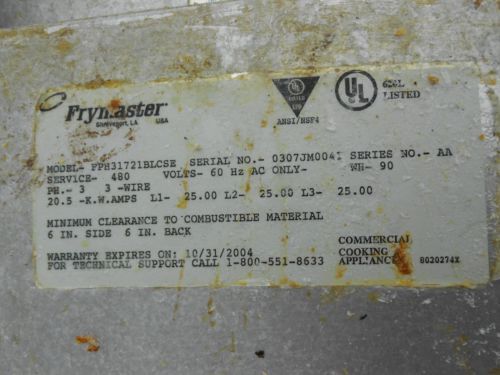 Frymaster
Shreveport, LA USA
UL
LISTED
ANSI/NSF4
MODEL- FPH31721BLCSE SERIAL NO.- 0307JM0041 SERIES NO.- AA
SERVICE- 480 VOLTS- 60 Hz AC ONLY- WH- 90
PH.- 3 3 -WIRE
20.5 -K.W.AMPS L1- 25.00 L2- 25.00 L3- 25.00
MINIMUM CLEARANCE TO COMBUSTIBLE MATERIAL
6 IN. SIDE 6 IN. BACK
WARRANTY EXPIRES ON: 10/31/2004
FOR TECHNICAL SUPPORT CALL 1-800-551-8633
COMMERCIAL
COOKING
APPLIANCE
8020274X